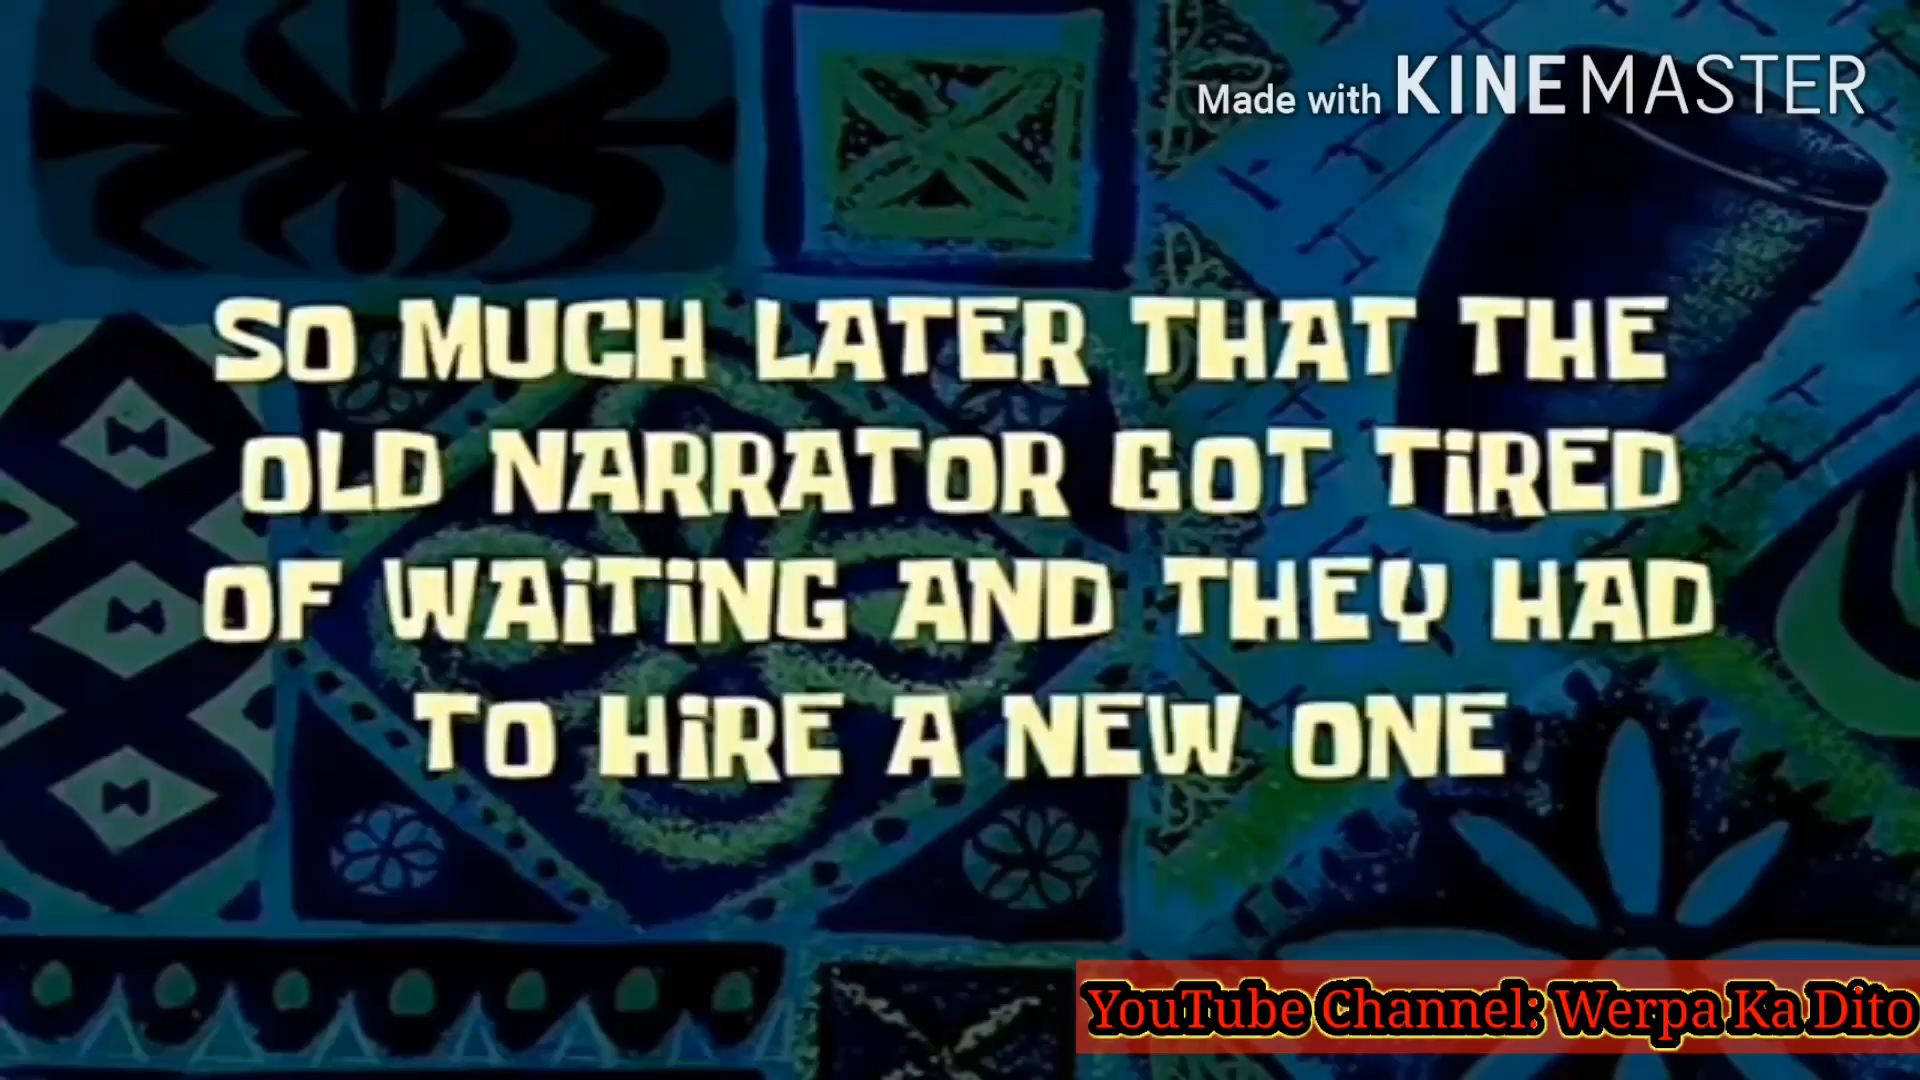 Made with KINEMASTER
SO MUCH LATER THAT THE
OLD NARRATOR GOT TiRED
OF WAiTiNG AND THEY HAD
TO HiRE A NEW ONE
YouTube Channel: Werpa Ka Dito